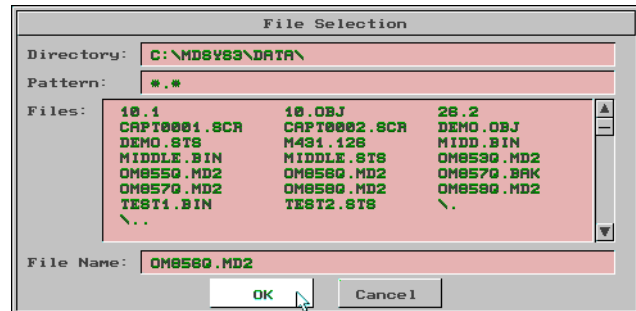 File Selection
Directory: C:\MDSYS3\DATA\
Pattern: *.*
Files: 10.1 10.OBJ 26.2
CAPT0001.SCR CAPT0002.SCR DEMO.OBJ
DEMO.STS M431.126 MIDD.BIN
MIDDLE.BIN MIDDLE.STS OM853Q.MD2
OM855Q.MD2 OM856Q.MD2 OM857Q.BAK
OM857Q.MD2 OM858Q.MD2 OM859Q.MD2
TEST1.BIN TEST2.STS \.
\..
File Name: OM856Q.MD2
OK Cancel